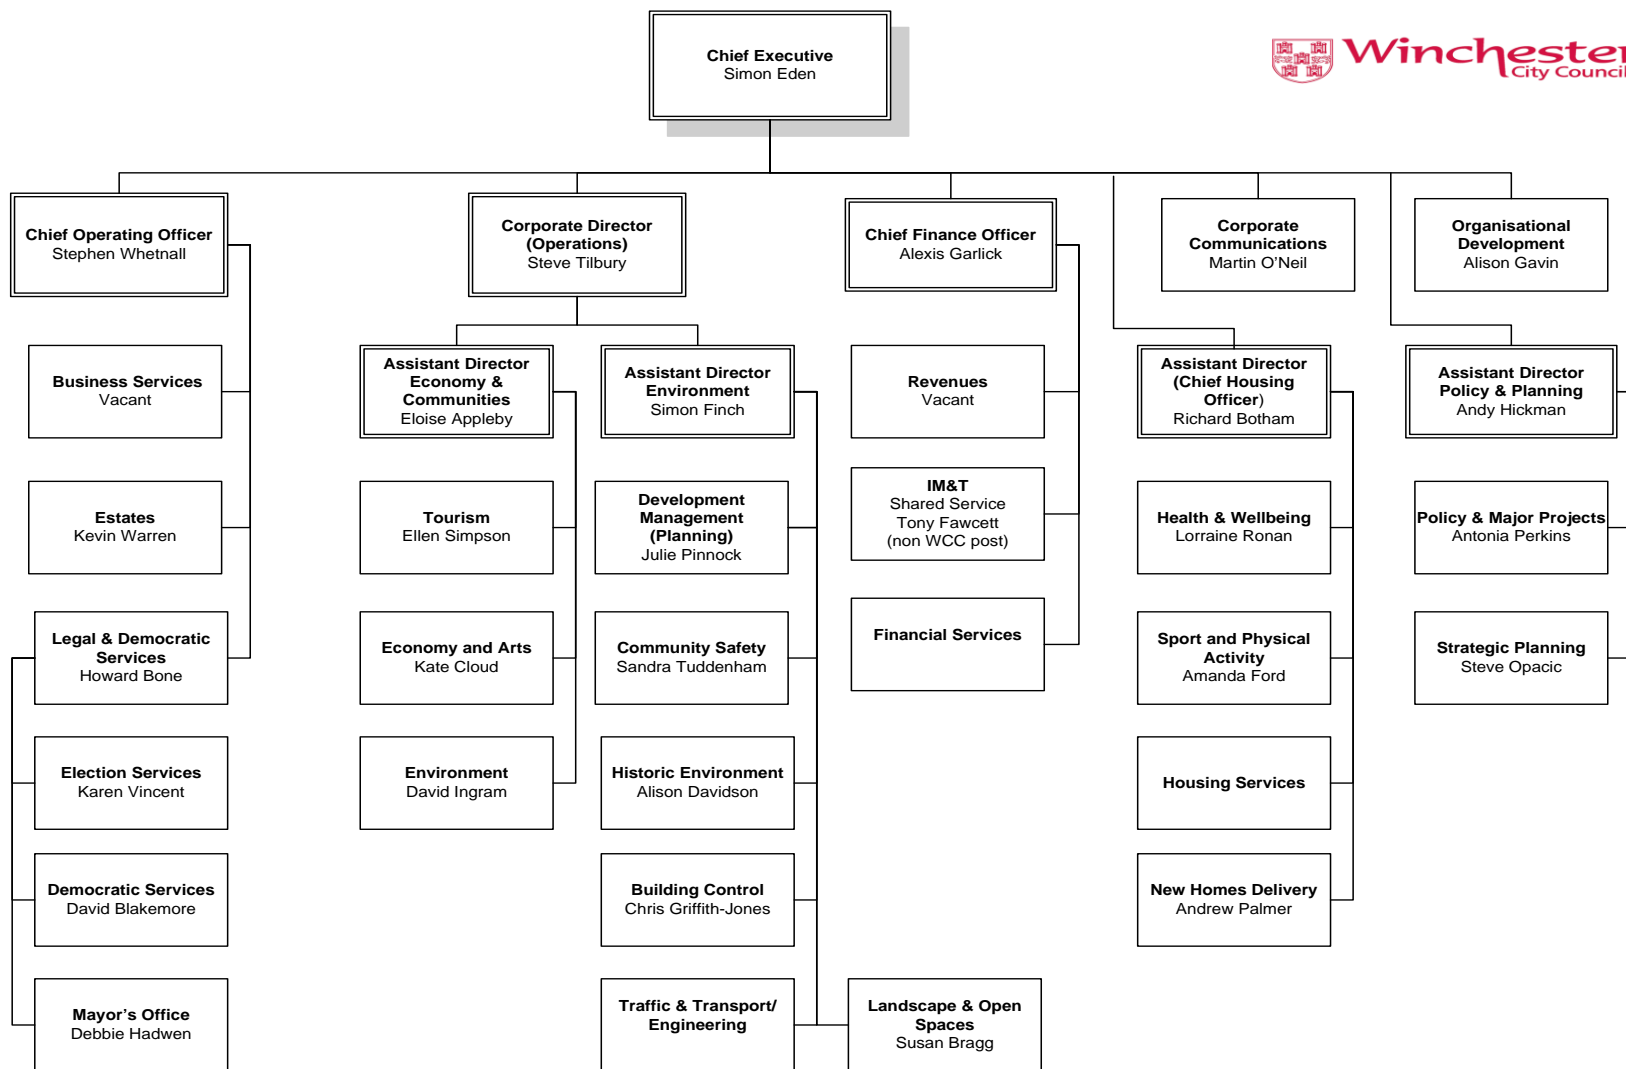 Chief Executive
Simon Eden
Winchester
City Council
Chief Operating Officer
Stephen Whetnall
Corporate Director
(Operations)
Steve Tilbury
Chief Finance Officer
Alexis Garlick
Corporate
Communications
Martin O'Neil
Organisational
Development
Alison Gavin
Business Services
Vacant
Assistant Director
Economy &
Communities
Eloise Appleby
Assistant Director
Environment
Simon Finch
Revenues
Vacant
Assistant Director
(Chief Housing
Officer)
Richard Botham
Assistant Director
Policy & Planning
Andy Hickman
Estates
Kevin Warren
Tourism
Ellen Simpson
Development
Management
(Planning)
Julie Pinnock
IM&T
Shared Service
Tony Fawcett
(non WCC post)
Health & Wellbeing
Lorraine Ronan
Policy & Major Projects
Antonia Perkins
Legal & Democratic
Services
Howard Bone
Economy and Arts
Kate Cloud
Community Safety
Sandra Tuddenham
Financial Services
Sport and Physical
Activity
Amanda Ford
Strategic Planning
Steve Opacic
Election Services
Karen Vincent
Environment
David Ingram
Historic Environment
Alison Davidson
Housing Services
Democratic Services
David Blakemore
Building Control
Chris Griffith-Jones
New Homes Delivery
Andrew Palmer
Mayor's Office
Debbie Hadwen
Traffic & Transport/
Engineering
Landscape & Open
Spaces
Susan Bragg